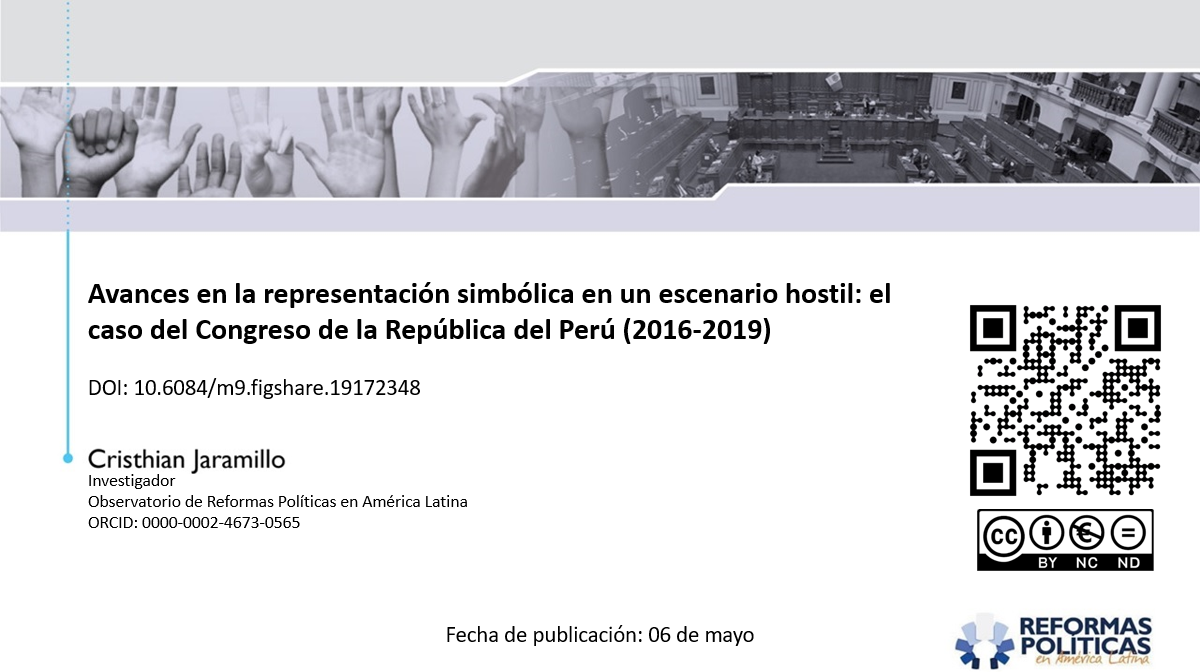 Avances en la representación simbólica en un escenario hostil: el
caso del Congreso de la República del Perú (2016-2019)
DOI: 10.6084/m9.figshare.19172348
Cristhian Jaramillo
Investigador
Observatorio de Reformas Políticas en América Latina
ORCID: 0000-0002-4673-0565
cc
BY NC ND
Fecha de publicación: 06 de mayo
REFORMAS
POLITICAS
en América Latina